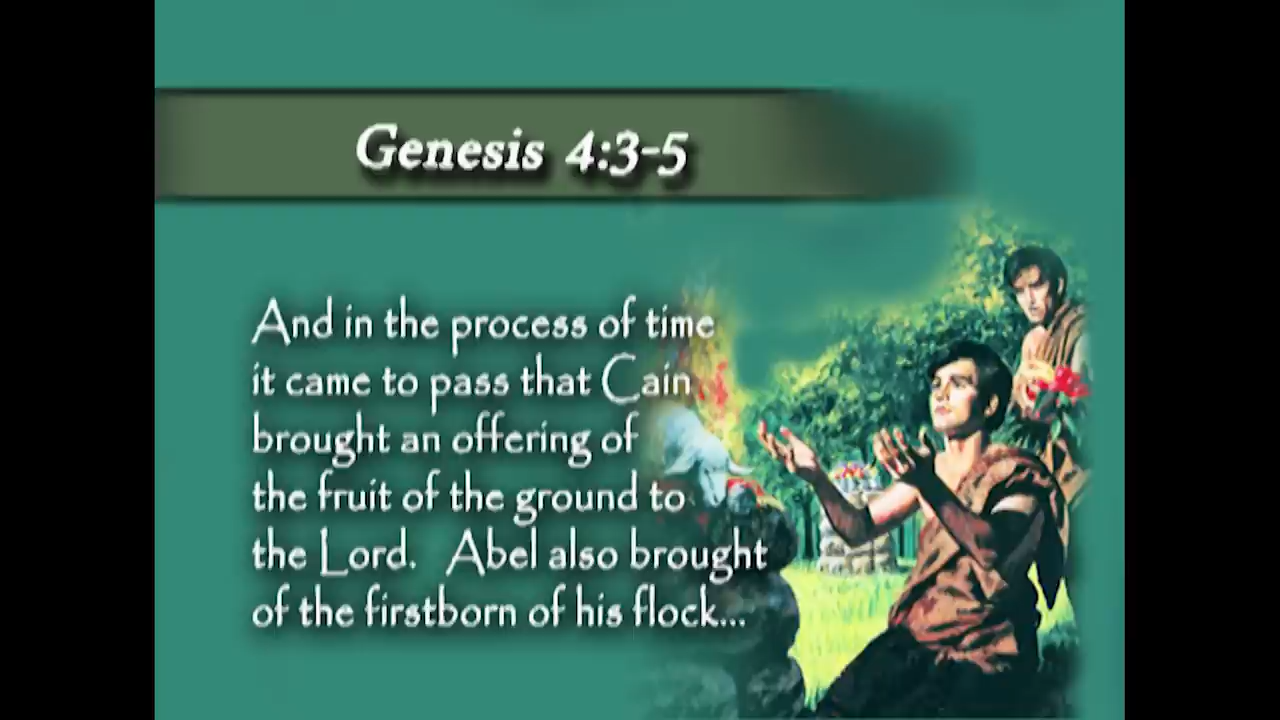 Genesis 4:3-5
And in the process of time
it came to pass that Cain
brought an offering of
the fruit of the ground to
the Lord. Abel also brought
of the firstborn of his flock...